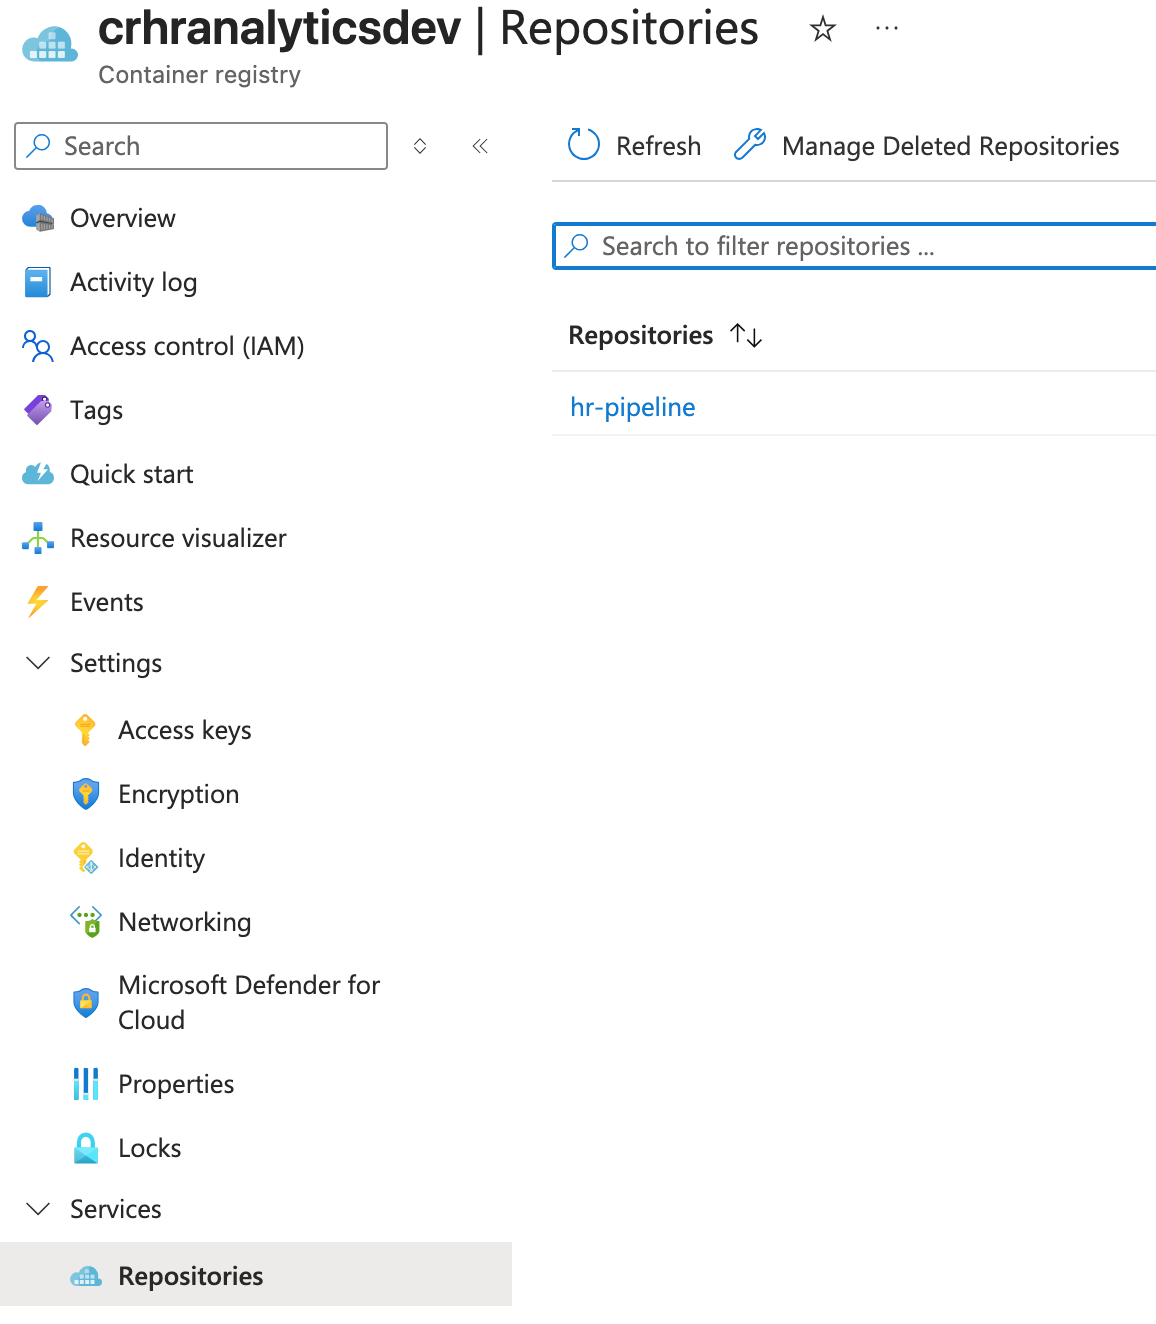 crhranalyticsdev | Repositories
Container registry
Search
Refresh
Manage Deleted Repositories
Overview
Activity log
Access control (IAM)
Tags
Quick start
Resource visualizer
Events
Settings
Access keys
Encryption
Identity
Networking
Microsoft Defender for
Cloud
Properties
Locks
Services
Repositories
Search to filter repositories ...
Repositories
hr-pipeline